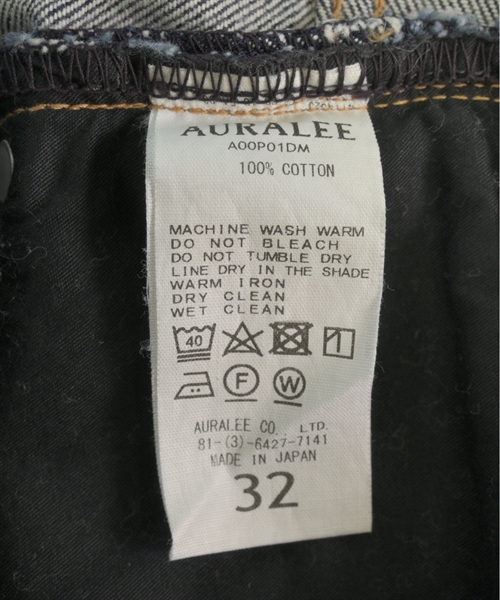 AURALEE
A00P01DM
100% COTTON
MACHINE WASH WARM
DO NOT BLEACH
DO NOT TUMBLE DRY
LINE DRY IN THE SHADE
WARM IRON
DRY CLEAN
WET CLEAN
40
F W
AURALEE CO., LTD.
81-(3)-6427-7141
MADE IN JAPAN
32